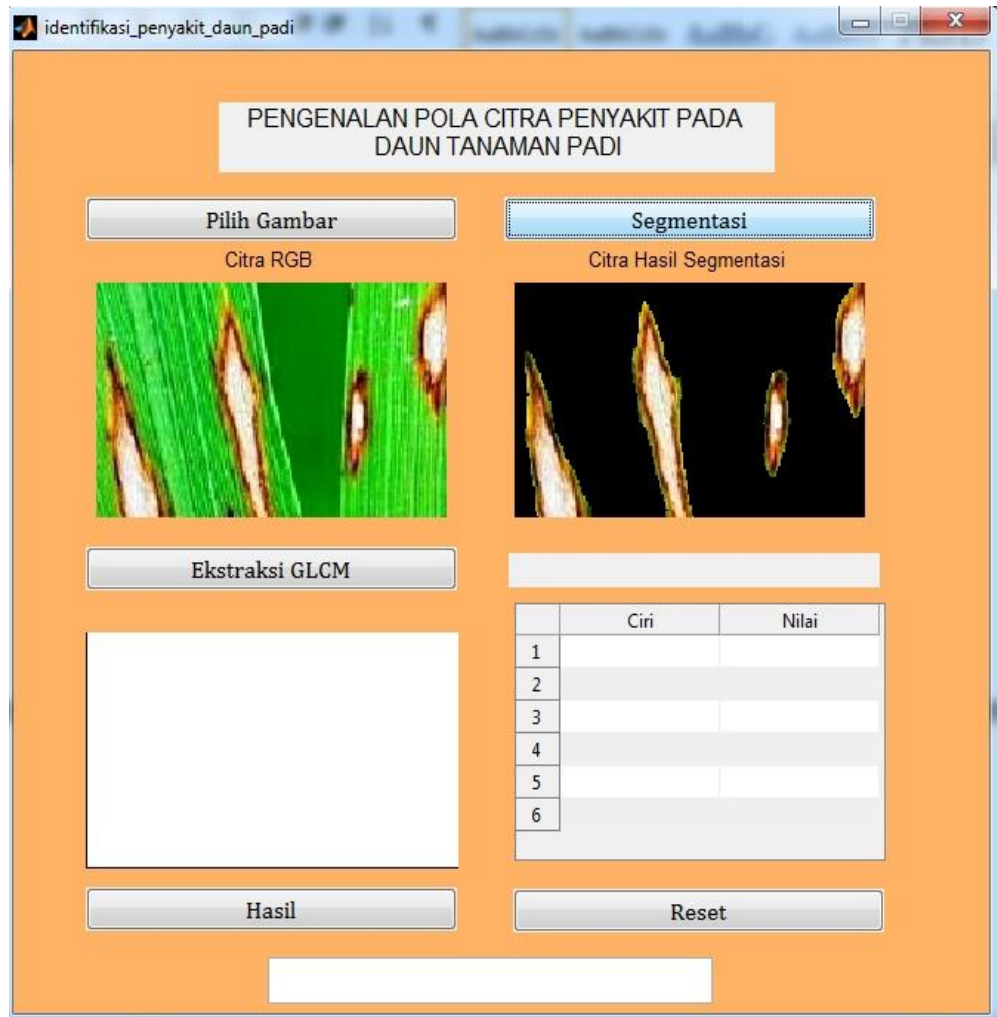 identifikasi_penyakit_daun_padi
PENGENALAN POLA CITRA PENYAKIT PADA
DAUN TANAMAN PADI
Pilih Gambar
Segmentasi
Citra RGB
Citra Hasil Segmentasi
Ekstraksi GLCM
Ciri Nilai
1
2
3
4
5
6
Hasil
Reset